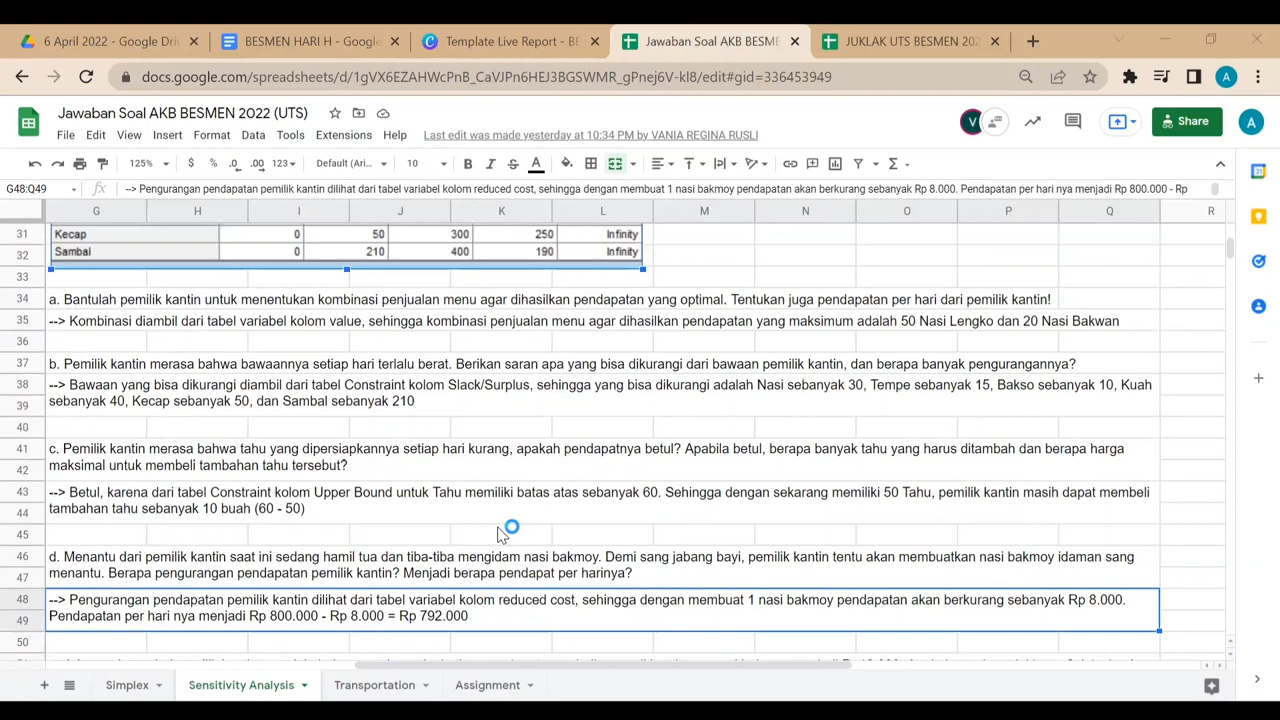 6 April 2022 - Google Dri
BESMEN HARI H - Google
Template Live Report - BE
Jawaban Soal AKB BESME
JUKLAK UTS BESMEN 202
docs.google.com/spreadsheets/d/1gVX6EZAHWcPnB_CaVJPn6HEJ3BGSWMR_gPnej6V-kI8/edit#gid=336453949
Jawaban Soal AKB BESMEN 2022 (UTS)
File Edit View Insert Format Data Tools Extensions Help Last edit was made yesterday at 10:34 PM by VANIA REGINA RUSLI
V Share A
125% $ % .0 .00 123 Default (Ari... 10 B I S A
G48:Q49 fx --> Pengurangan pendapatan pemilik kantin dilihat dari tabel variabel kolom reduced cost, sehingga dengan membuat 1 nasi bakmoy pendapatan akan berkurang sebanyak Rp 8.000. Pendapatan per hari nya menjadi Rp 800.000 - Rp
G H I J K L M N O P Q R
31 Kecap 0 50 300 250 Infinity
32 Sambal 0 210 400 190 Infinity
33
34 a. Bantulah pemilik kantin untuk menentukan kombinasi penjualan menu agar dihasilkan pendapatan yang optimal. Tentukan juga pendapatan per hari dari pemilik kantin!
35 --> Kombinasi diambil dari tabel variabel kolom value, sehingga kombinasi penjualan menu agar dihasilkan pendapatan yang maksimum adalah 50 Nasi Lengko dan 20 Nasi Bakwan
36
37 b. Pemilik kantin merasa bahwa bawaannya setiap hari terlalu berat. Berikan saran apa yang bisa dikurangi dari bawaan pemilik kantin, dan berapa banyak pengurangannya?
38 --> Bawaan yang bisa dikurangi diambil dari tabel Constraint kolom Slack/Surplus, sehingga yang bisa dikurangi adalah Nasi sebanyak 30, Tempe sebanyak 15, Bakso sebanyak 10, Kuah
39 sebanyak 40, Kecap sebanyak 50, dan Sambal sebanyak 210
40
41 c. Pemilik kantin merasa bahwa tahu yang dipersiapkannya setiap hari kurang, apakah pendapatnya betul? Apabila betul, berapa banyak tahu yang harus ditambah dan berapa harga
42 maksimal untuk membeli tambahan tahu tersebut?
43 --> Betul, karena dari tabel Constraint kolom Upper Bound untuk Tahu memiliki batas atas sebanyak 60. Sehingga dengan sekarang memiliki 50 Tahu, pemilik kantin masih dapat membeli
44 tambahan tahu sebanyak 10 buah (60 - 50)
45
46 d. Menantu dari pemilik kantin saat ini sedang hamil tua dan tiba-tiba mengidam nasi bakmoy. Demi sang jabang bayi, pemilik kantin tentu akan membuatkan nasi bakmoy idaman sang
47 menantu. Berapa pengurangan pendapatan pemilik kantin? Menjadi berapa pendapat per harinya?
48 --> Pengurangan pendapatan pemilik kantin dilihat dari tabel variabel kolom reduced cost, sehingga dengan membuat 1 nasi bakmoy pendapatan akan berkurang sebanyak Rp 8.000.
49 Pendapatan per hari nya menjadi Rp 800.000 - Rp 8.000 = Rp 792.000
50
Simplex Sensitivity Analysis Transportation Assignment